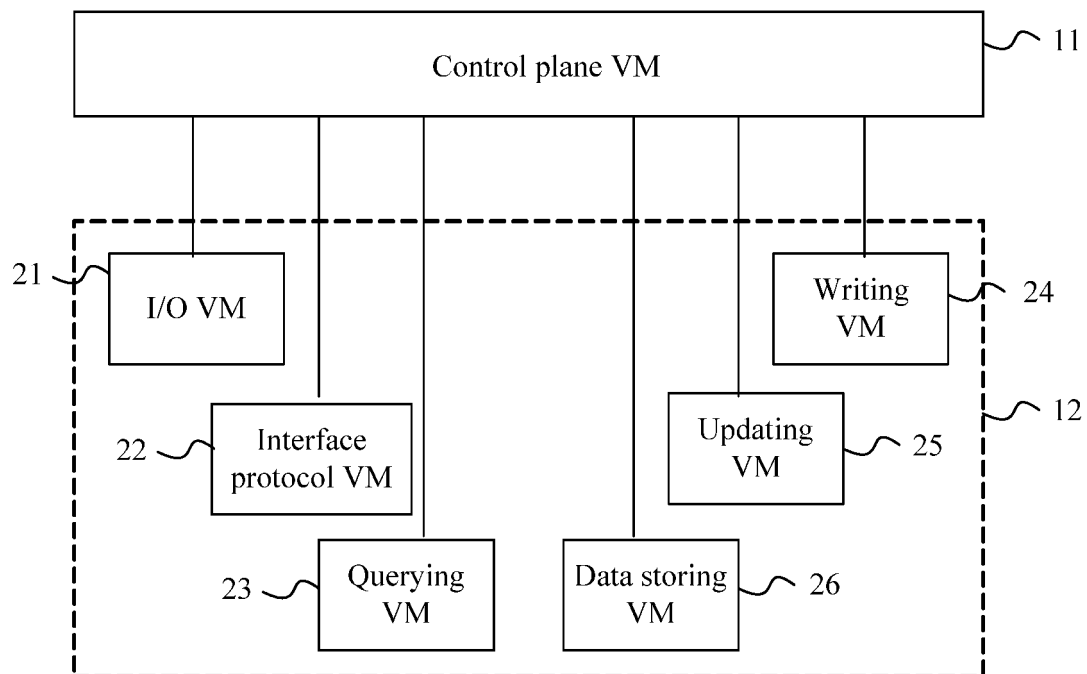 Control plane VM
11
21
I/O VM
Writing
VM
24
12
22
Interface
protocol VM
Updating
VM
25
23
Querying
VM
Data storing
VM
26